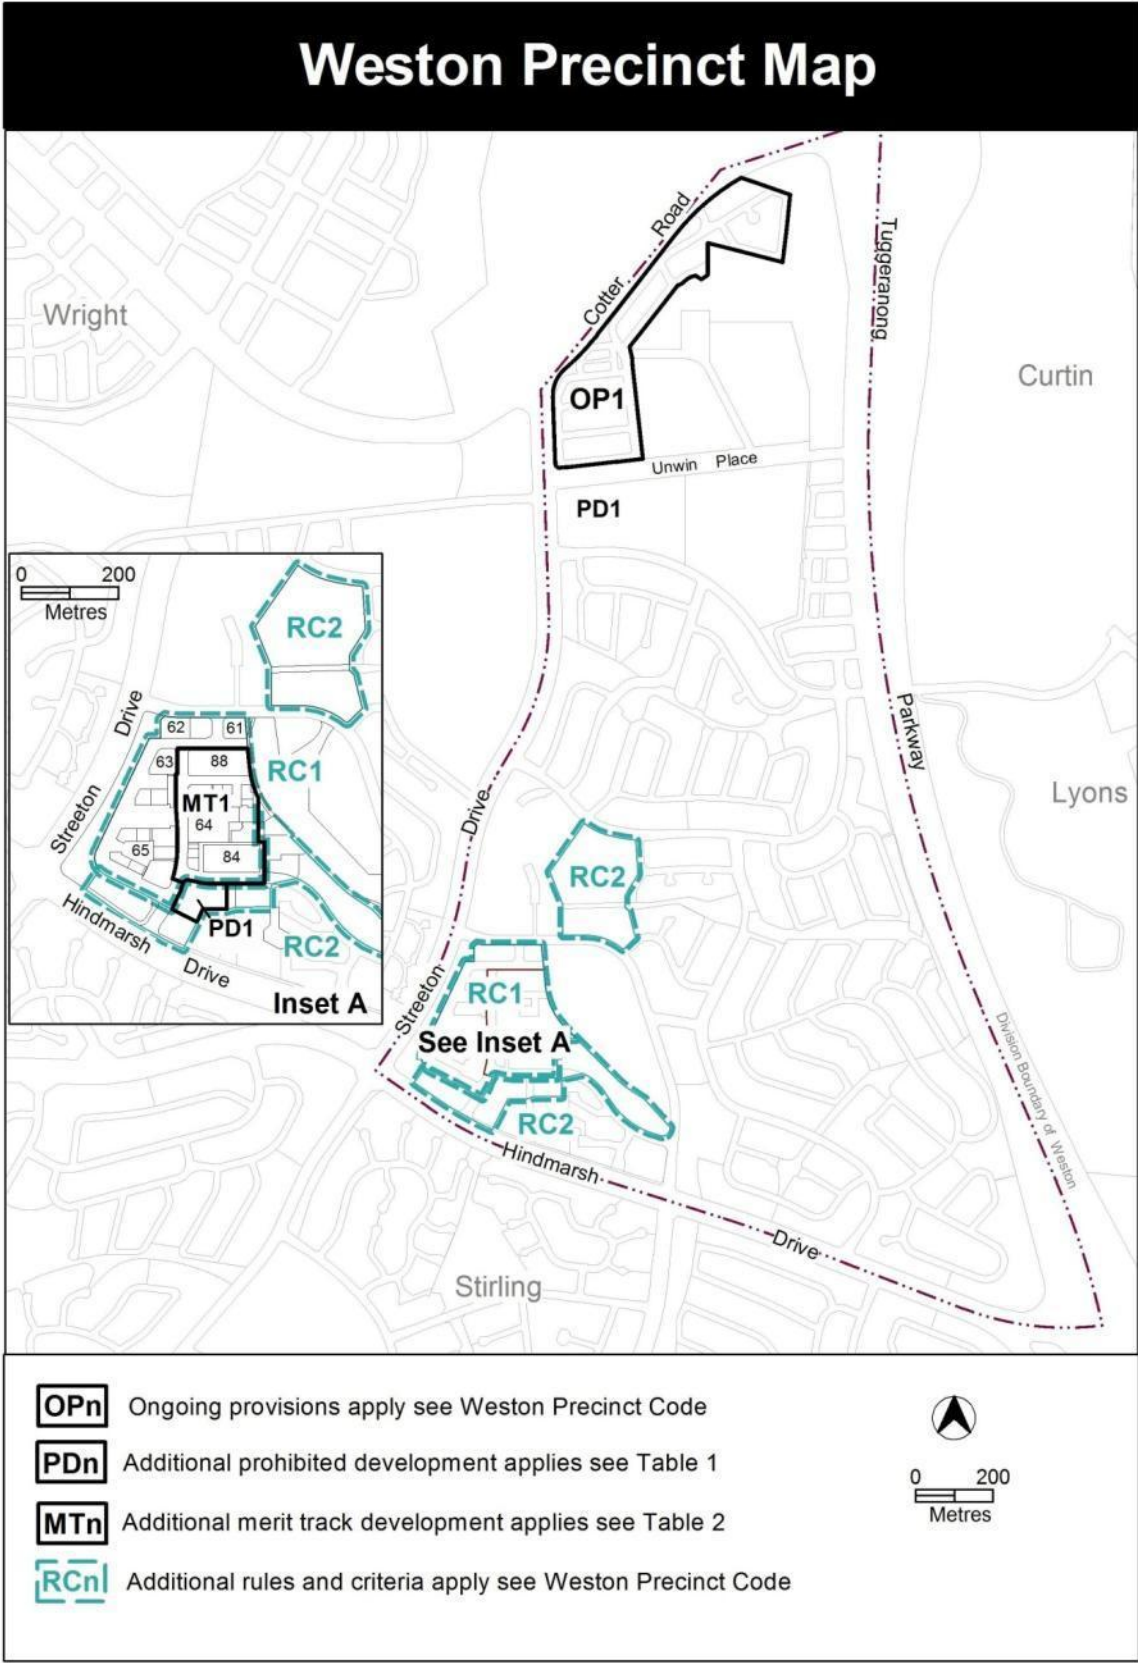 Weston Precinct Map
Cotter Road
Tuggeranong
Wright
Curtin
OP1
Unwin Place
PD1
0 200
Metres
RC2
Drive
62 61
Parkway
63 88
RC1
MT1
Lyons
Streeton
64
Drive
65 84
RC2
Hindmarsh
PD1
RC2
Drive
Streeton
RC1
Inset A
See Inset A
Division Boundary of Weston
RC2
Hindmarsh
Drive
Stirling
OPn Ongoing provisions apply see Weston Precinct Code
PDn Additional prohibited development applies see Table 1
0 200
Metres
MTn Additional merit track development applies see Table 2
RCn Additional rules and criteria apply see Weston Precinct Code